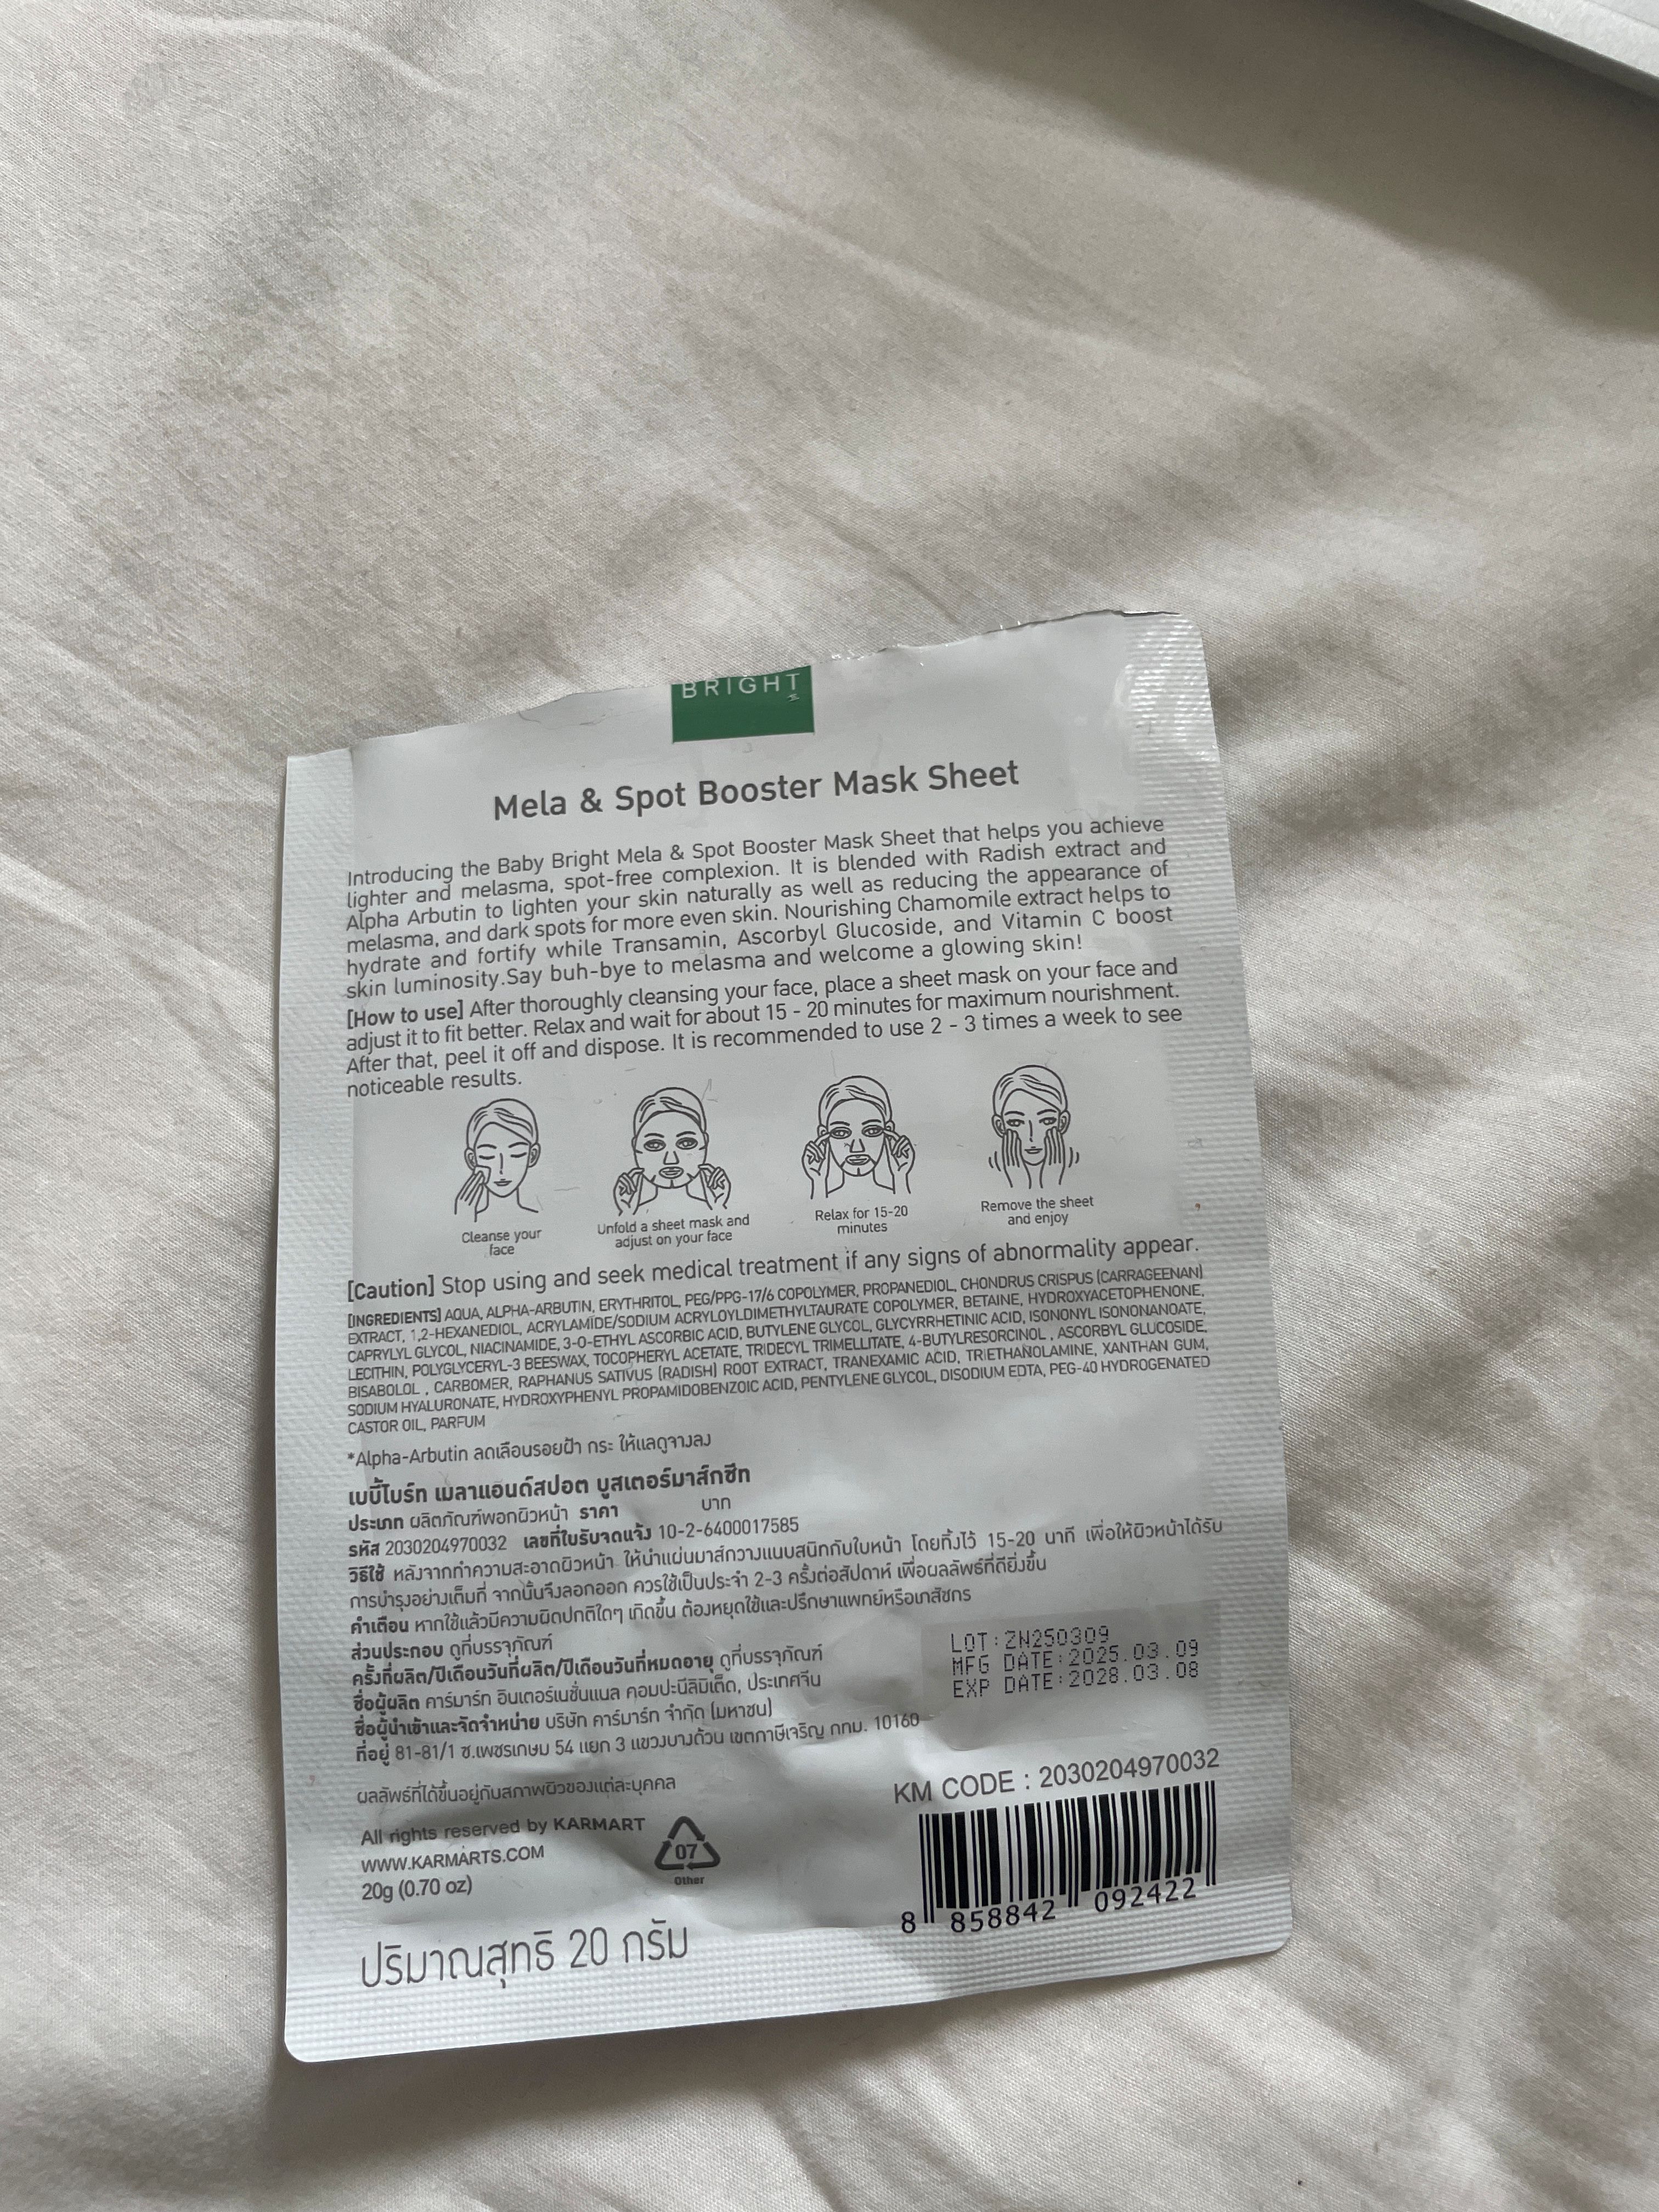 BRIGHT
Mela & Spot Booster Mask Sheet
Introducing the Baby Bright Mela & Spot Booster Mask Sheet that helps you achieve
lighter and melasma, spot-free complexion. It is blended with Radish extract and
Alpha Arbutin to lighten your skin naturally as well as reducing the appearance of
melasma, and dark spots for more even skin. Nourishing Chamomile extract helps to
hydrate and fortify while Transamin, Ascorbyl Glucoside, and Vitamin C boost
skin luminosity.Say buh-bye to melasma and welcome a glowing skin!
[How to use] After thoroughly cleansing your face, place a sheet mask on your face and
adjust it to fit better. Relax and wait for about 15 - 20 minutes for maximum nourishment.
After that, peel it off and dispose. It is recommended to use 2 - 3 times a week to see
noticeable results.
Cleanse your
face
Unfold a sheet mask and
adjust on your face
Relax for 15-20
minutes
Remove the sheet
and enjoy
[Caution] Stop using and seek medical treatment if any signs of abnormality appear.
[INGREDIENTS] AQUA, ALPHA-ARBUTIN, ERYTHRITOL, PEG/PPG-17/6 COPOLYMER, PROPANEDIOL, CHONDRUS CRISPUS (CARRAGEENAN)
EXTRACT, 1,2-HEXANEDIOL, ACRYLAMIDE/SODIUM ACRYLOYLDIMETHYLTAURATE COPOLYMER, BETAINE, HYDROXYACETOPHENONE,
CAPRYLYL GLYCOL, NIACINAMIDE, 3-O-ETHYL ASCORBIC ACID, BUTYLENE GLYCOL, GLYCYRRHETINIC ACID, ISONONYL ISONONANOATE,
LECITHIN, POLYGLYCERYL-3 BEESWAX, TOCOPHERYL ACETATE, TRIDECYL TRIMELLITATE, 4-BUTYLRESORCINOL , ASCORBYL GLUCOSIDE,
BISABOLOL , CARBOMER, RAPHANUS SATIVUS (RADISH) ROOT EXTRACT, TRANEXAMIC ACID, TRIETHANOLAMINE, XANTHAN GUM,
SODIUM HYALURONATE, HYDROXYPHENYL PROPAMIDOBENZOIC ACID, PENTYLENE GLYCOL, DISODIUM EDTA, PEG-40 HYDROGENATED
CASTOR OIL, PARFUM
*Alpha-Arbutin ลดเลือนรอยฝ้า กระ ให้แลดูจางลง
เบบี้ไบร์ท เมลาแอนด์สปอต บูสเตอร์มาส์กชีท
ประเภท ผลิตภัณฑ์พอกผิวหน้า ราคา บาท
รหัส 2030204970032 เลขที่ใบรับจดแจ้ง 10-2-6400017585
วิธีใช้ หลังจากทำความสะอาดผิวหน้า ให้นำแผ่นมาส์กวางแนบสนิทกับใบหน้า โดยทิ้งไว้ 15-20 นาที เพื่อให้ผิวหน้าได้รับ
การบำรุงอย่างเต็มที่ จากนั้นจึงลอกออก ควรใช้เป็นประจำ 2-3 ครั้งต่อสัปดาห์ เพื่อผลลัพธ์ที่ดียิ่งขึ้น
คำเตือน หากใช้แล้วมีความผิดปกติใดๆ เกิดขึ้น ต้องหยุดใช้และปรึกษาแพทย์หรือเภสัชกร
ส่วนประกอบ ดูที่บรรจุภัณฑ์
ครั้งที่ผลิต/ปีเดือนวันที่ผลิต/ปีเดือนวันที่หมดอายุ ดูที่บรรจุภัณฑ์
ชื่อผู้ผลิต คาร์มาร์ท อินเตอร์เนชั่นแนล คอมปะนีลิมิเต็ด, ประเทศจีน
ชื่อผู้นำเข้าและจัดจำหน่าย บริษัท คาร์มาร์ท จำกัด (มหาชน)
ที่อยู่ 81-81/1 ซ.เพชรเกษม 54 แยก 3 แขวงบางด้วน เขตภาษีเจริญ กทม. 10160
LOT:ZN250309
MFG DATE:2025.03.09
EXP DATE:2028.03.08
ผลลัพธ์ที่ได้ขึ้นอยู่กับสภาพผิวของแต่ละบุคคล
All rights reserved by KARMART
WWW.KARMARTS.COM
20g (0.70 oz)
07
Other
KM CODE : 2030204970032
8 858842 092422
ปริมาณสุทธิ 20 กรัม